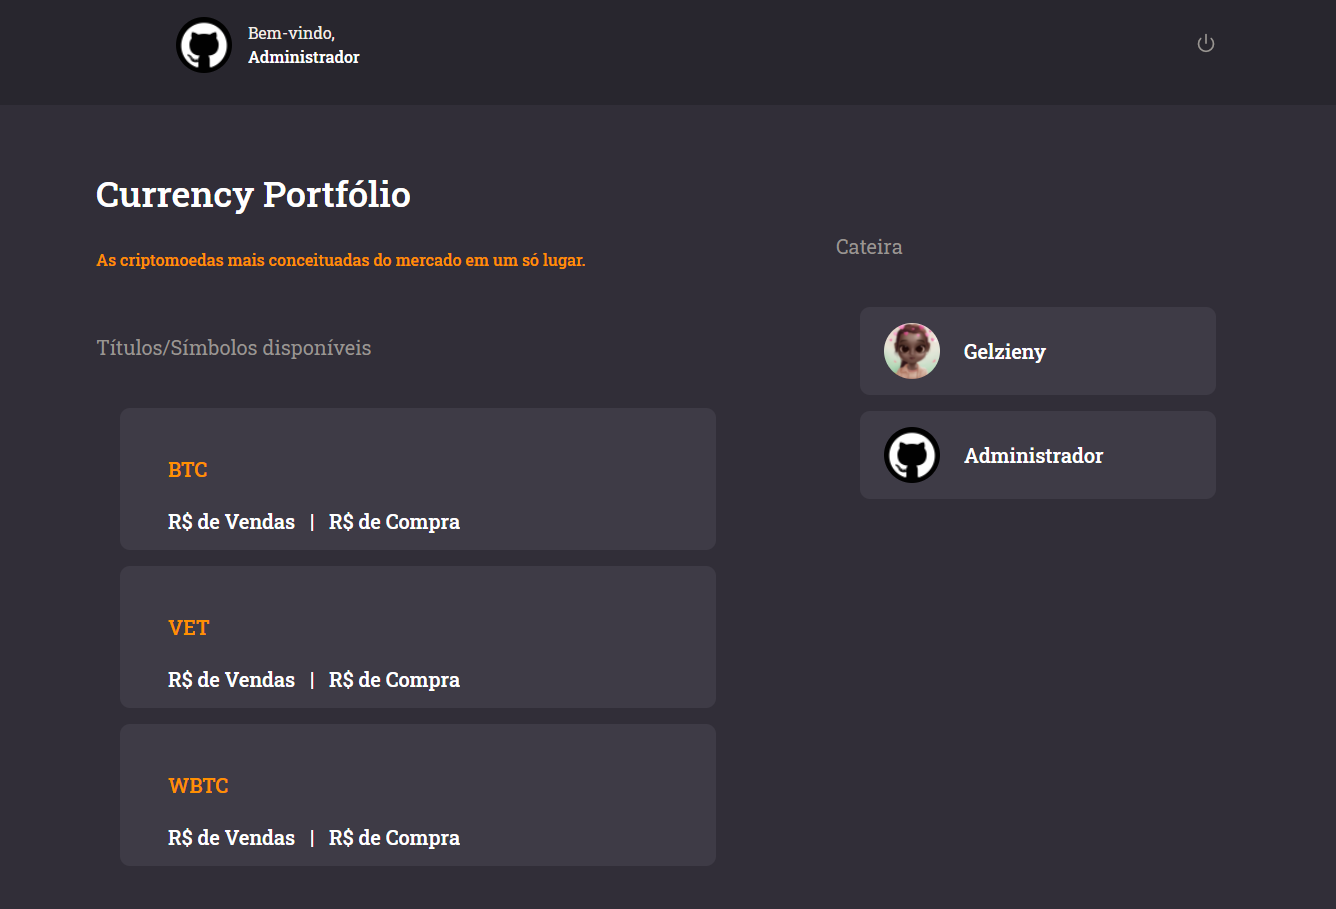 Bem-vindo,
Administrador
Currency Portfólio
As criptomoedas mais conceituadas do mercado em um só lugar.
Títulos/Símbolos disponíveis
BTC
R$ de Vendas | R$ de Compra
VET
R$ de Vendas | R$ de Compra
WBTC
R$ de Vendas | R$ de Compra
Cateira
Gelzieny
Administrador